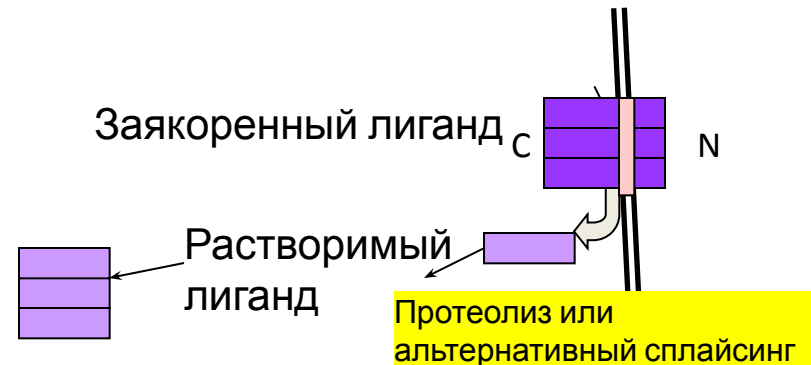 Заякоренный лиганд
C
N
Растворимый
лиганд
Протеолиз или
альтернативный сплайсинг